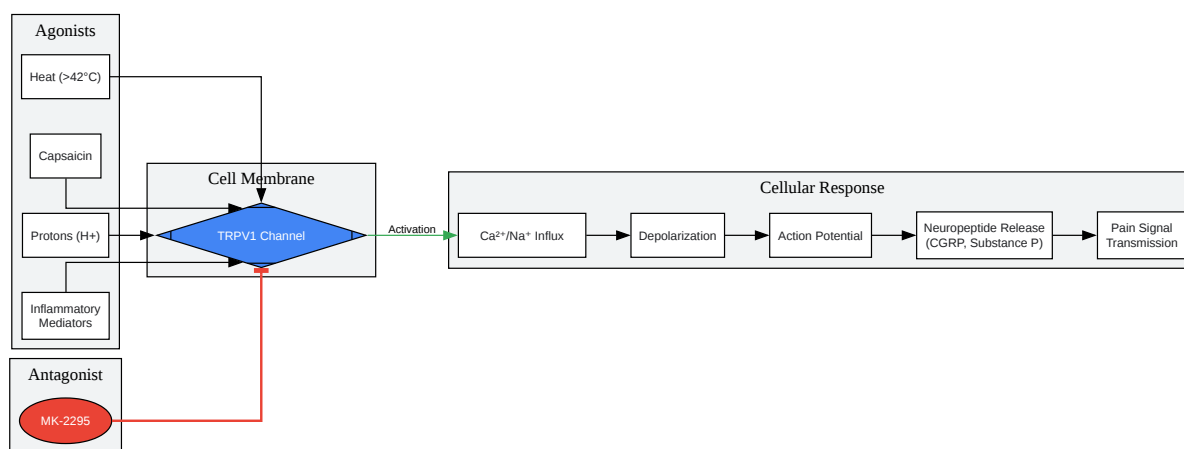 Agonists
Heat (>42°C)
Capsaicin
Protons (H+)
Inflammatory
Mediators
Antagonist
MK-2295
Cell Membrane
TRPV1 Channel
Activation
Cellular Response
Ca²⁺/Na⁺ Influx
Depolarization
Action Potential
Neuropeptide Release
(CGRP, Substance P)
Pain Signal
Transmission